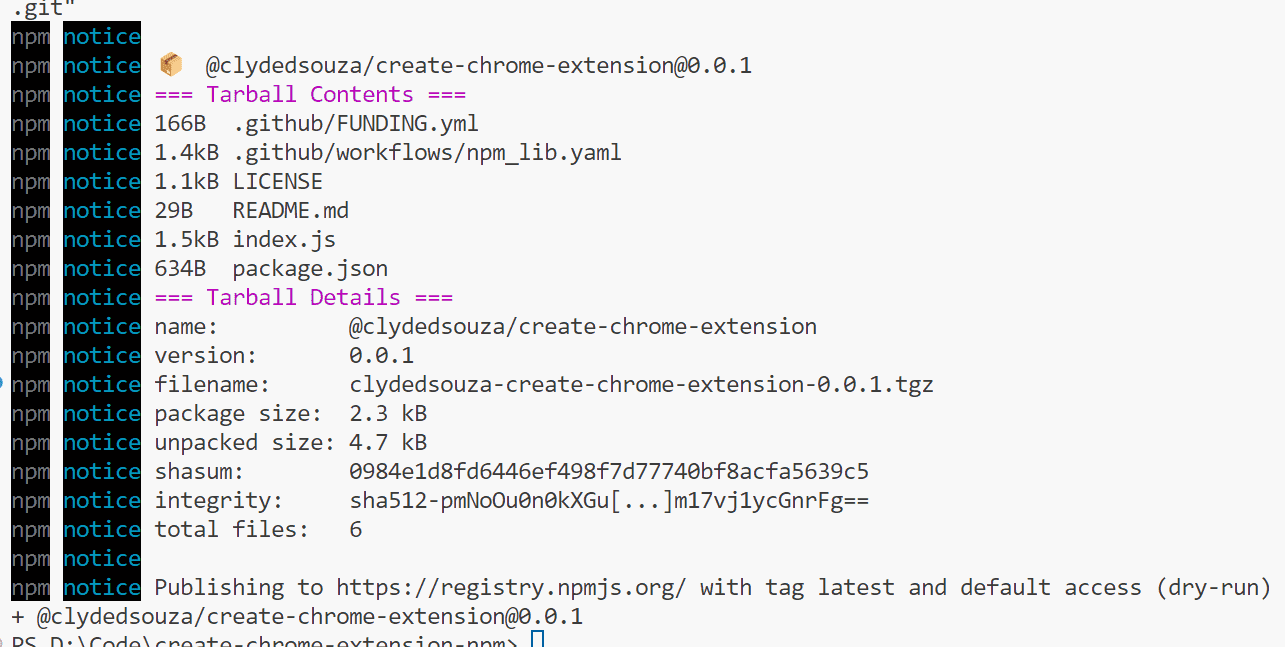 .git"
npm notice
npm notice 📦  @clydedsouza/create-chrome-extension@0.0.1
npm notice === Tarball Contents ===
npm notice 166B  .github/FUNDING.yml
npm notice 1.4kB .github/workflows/npm_lib.yaml
npm notice 1.1kB LICENSE
npm notice 29B   README.md
npm notice 1.5kB index.js
npm notice 634B  package.json
npm notice === Tarball Details ===
npm notice name:          @clydedsouza/create-chrome-extension
npm notice version:       0.0.1
npm notice filename:      clydedsouza-create-chrome-extension-0.0.1.tgz
npm notice package size:  2.3 kB
npm notice unpacked size: 4.7 kB
npm notice shasum:        0984e1d8fd6446ef498f7d77740bf8acfa5639c5
npm notice integrity:     sha512-pmNoOu0n0kXGu[...]m17vj1ycGnrFg==
npm notice total files:   6
npm notice
npm notice Publishing to https://registry.npmjs.org/ with tag latest and default access (dry-run)
+ @clydedsouza/create-chrome-extension@0.0.1
PS D:\Code\create-chrome-extension-npm>